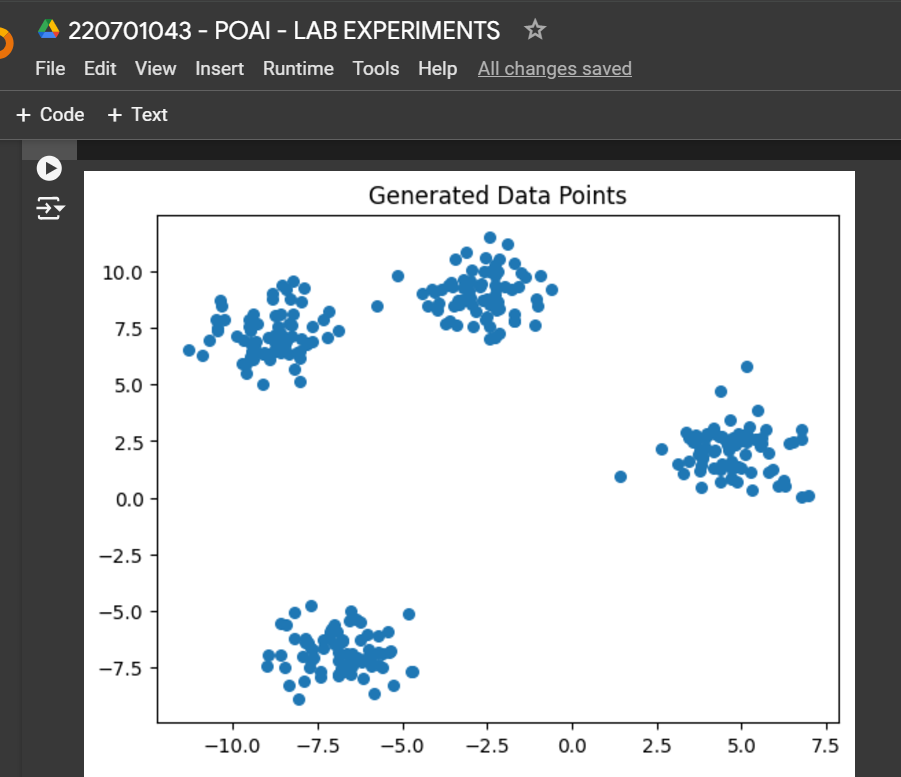 220701043 - POAI - LAB EXPERIMENTS
File Edit View Insert Runtime Tools Help All changes saved
+ Code + Text
Generated Data Points
10.0
7.5
5.0
2.5
0.0
−2.5
−5.0
−7.5
−10.0 −7.5 −5.0 −2.5 0.0 2.5 5.0 7.5